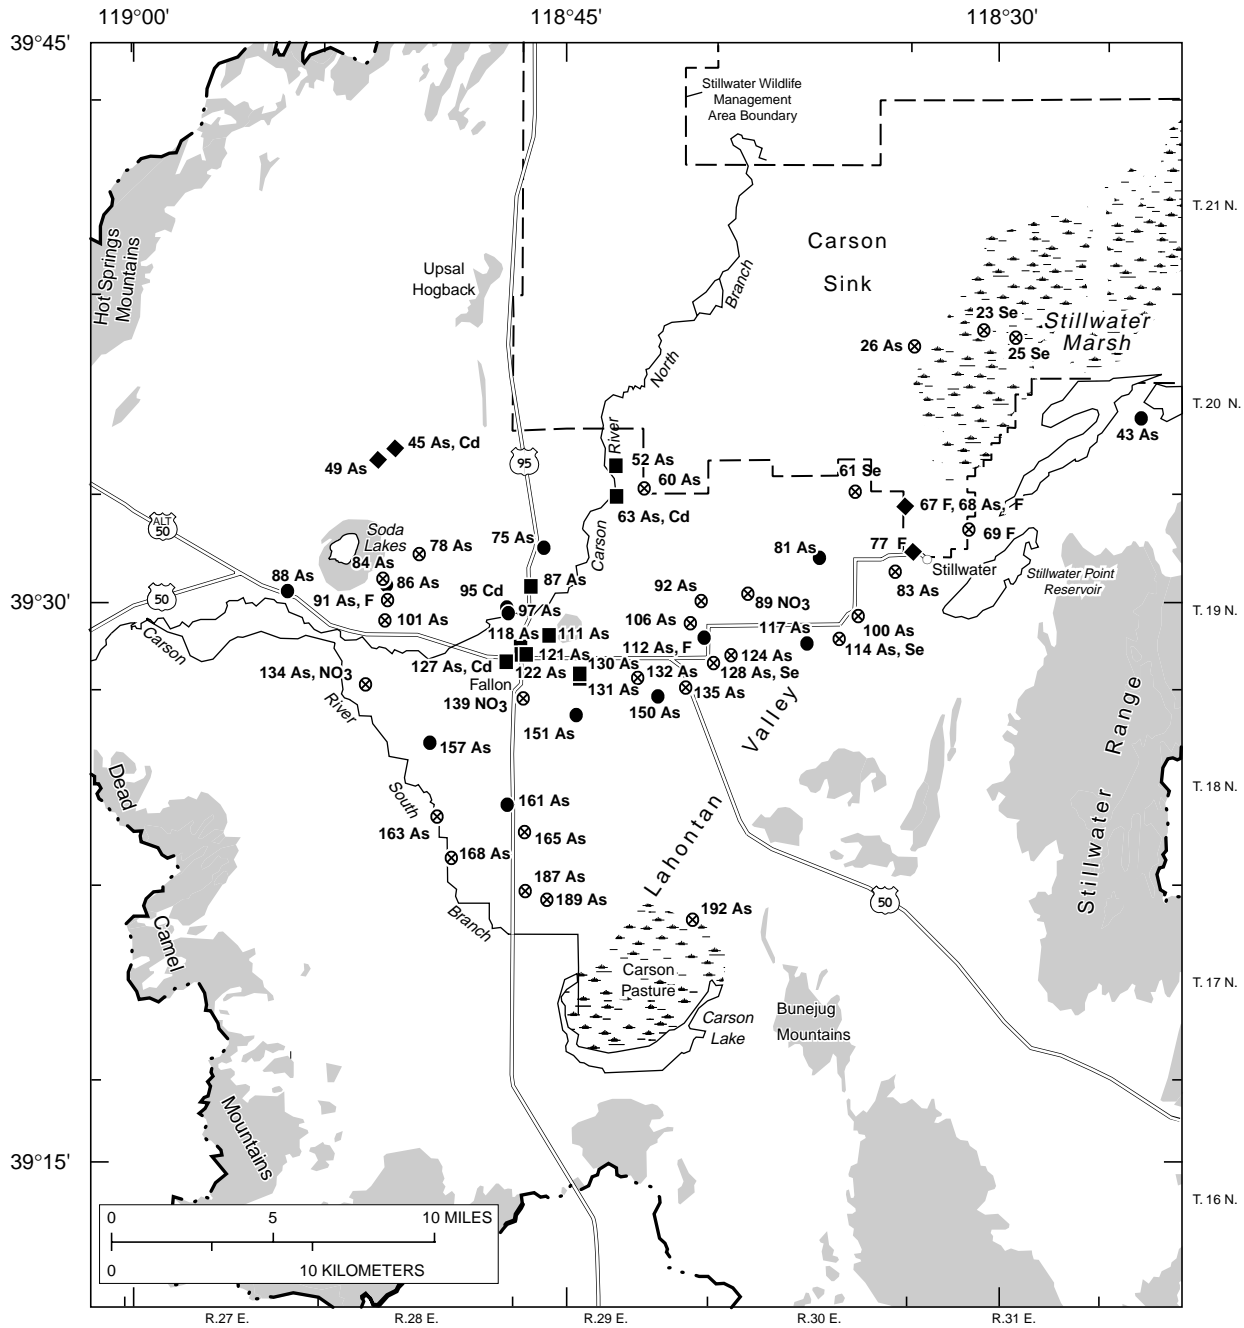 119°00'
118°45'
118°30'
39°45'
Stillwater Wildlife
Management
Area Boundary
T. 21 N.
Carson
Sink
Hot Springs
Mountains
Upsal
Hogback
Branch
North
River
23 Se
Stillwater
Marsh
26 As
25 Se
T. 20 N.
43 As
45 As, Cd
49 As
95
52 As
60 As
61 Se
63 As, Cd
67 F, 68 As, F
69 F
ALT
50
Soda
Lakes
78 As
75 As
Carson
81 As
77 F
Stillwater
84 As
86 As
87 As
88 As
95 Cd
92 As
89 NO3
83 As
Stillwater Point
Reservoir
39°30'
50
91 As, F
97 As
101 As
106 As
117 As
100 As
T. 19 N.
118 As
111 As
112 As, F
114 As, Se
Carson
121 As
124 As
127 As, Cd
122 As
130 As
132 As
128 As, Se
134 As, NO3
Fallon
131 As
135 As
139 NO3
150 As
River
151 As
157 As
Valley
Stillwater Range
T. 18 N.
Dead
South
161 As
163 As
165 As
168 As
Lahontan
187 As
189 As
50
Branch
192 As
Camel
Carson
Pasture
T. 17 N.
Carson
Lake
Bunejug
Mountains
Mountains
39°15'
T. 16 N.
0 5 10 MILES
0 10 KILOMETERS
R.27 E.
R.28 E.
R.29 E.
R.30 E.
R.31 E.